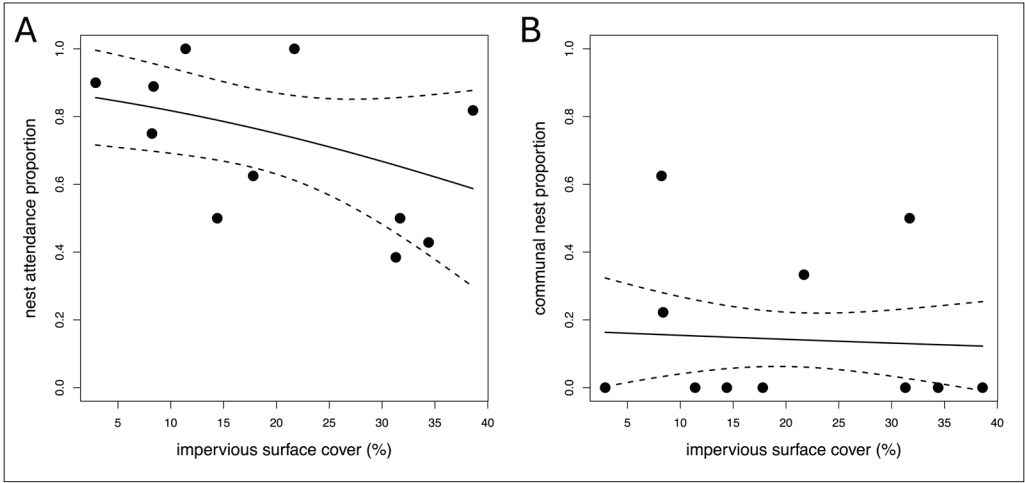 A
nest attendance proportion
1.0
0.8
0.6
0.4
0.2
0.0
5 10 15 20 25 30 35 40
impervious surface cover (%)
B
communal nest proportion
1.0
0.8
0.6
0.4
0.2
0.0
5 10 15 20 25 30 35 40
impervious surface cover (%)